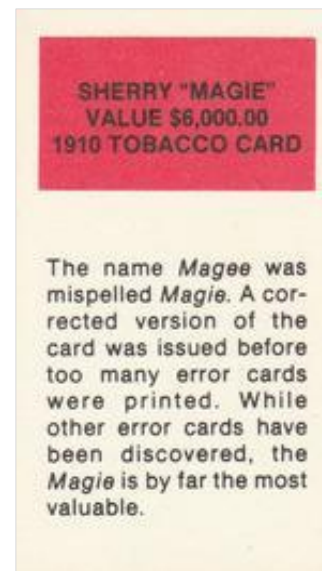 SHERRY "MAGIE"
VALUE $6,000.00
1910 TOBACCO CARD
The name Magee was
mispelled Magie. A cor-
rected version of the
card was issued before
too many error cards
were printed. While
other error cards have
been discovered, the
Magie is by far the most
valuable.